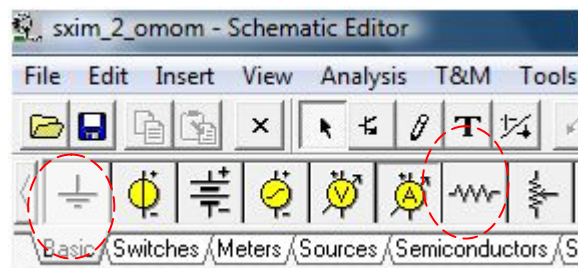 sxim_2_omom - Schematic Editor
File Edit Insert View Analysis T&M Tools
T
V A
Basic Switches Meters Sources Semiconductors S